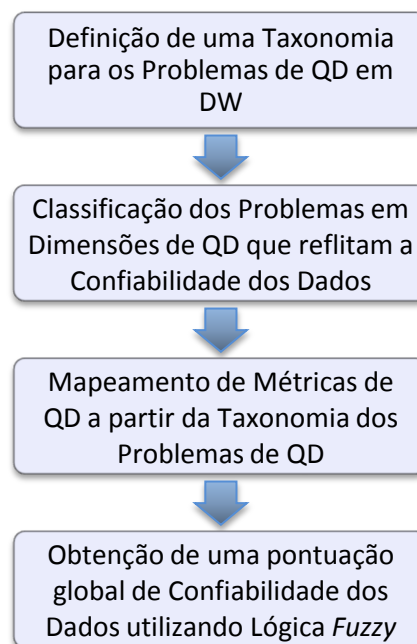 Definição de uma Taxonomia
para os Problemas de QD em
DW
Classificação dos Problemas em
Dimensões de QD que reflitam a
Confiabilidade dos Dados
Mapeamento de Métricas de
QD a partir da Taxonomia dos
Problemas de QD
Obtenção de uma pontuação
global de Confiabilidade dos
Dados utilizando Lógica Fuzzy